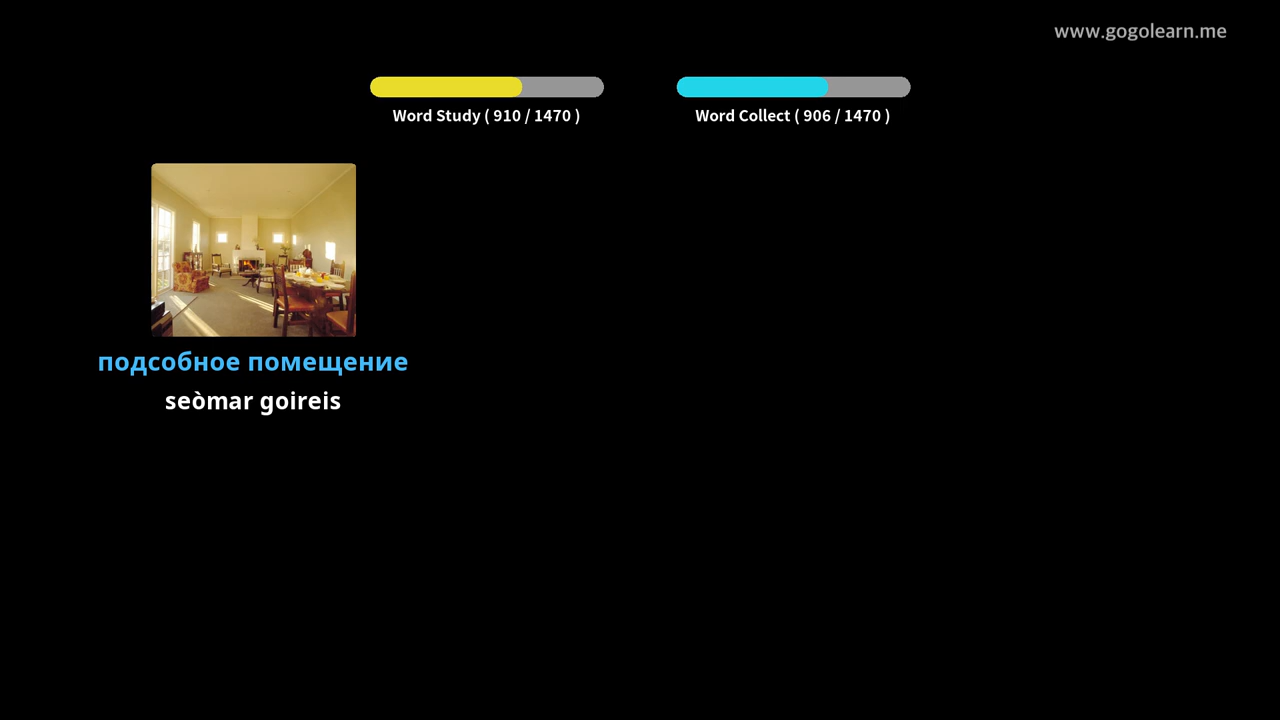 www.gogolearn.me
Word Study ( 910 / 1470 )
Word Collect ( 906 / 1470 )
подсобное помещение
seòmar goireis